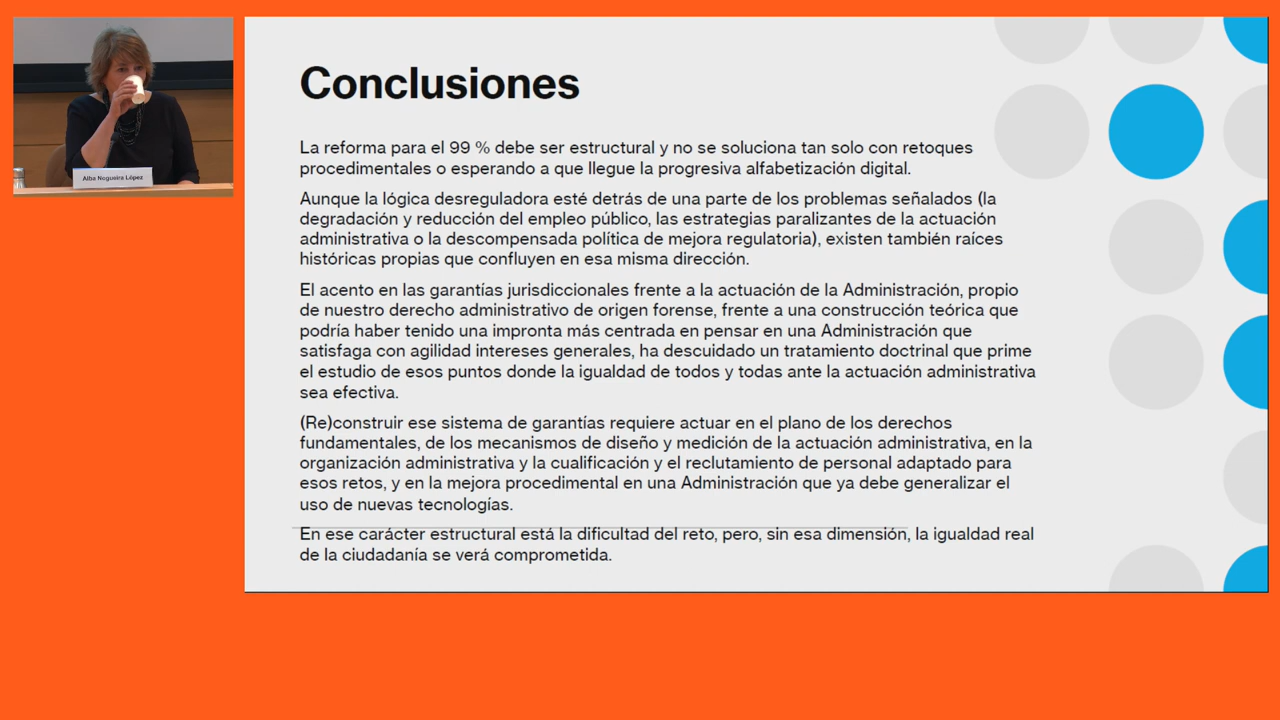 Alba Nogueira López
Conclusiones
La reforma para el 99 % debe ser estructural y no se soluciona tan solo con retoques
procedimentales o esperando a que llegue la progresiva alfabetización digital.
Aunque la lógica desreguladora esté detrás de una parte de los problemas señalados (la
degradación y reducción del empleo público, las estrategias paralizantes de la actuación
administrativa o la descompensada política de mejora regulatoria), existen también raíces
históricas propias que confluyen en esa misma dirección.
El acento en las garantías jurisdiccionales frente a la actuación de la Administración, propio
de nuestro derecho administrativo de origen forense, frente a una construcción teórica que
podría haber tenido una impronta más centrada en pensar en una Administración que
satisfaga con agilidad intereses generales, ha descuidado un tratamiento doctrinal que prime
el estudio de esos puntos donde la igualdad de todos y todas ante la actuación administrativa
sea efectiva.
(Re)construir ese sistema de garantías requiere actuar en el plano de los derechos
fundamentales, de los mecanismos de diseño y medición de la actuación administrativa, en la
organización administrativa y la cualificación y el reclutamiento de personal adaptado para
esos retos, y en la mejora procedimental en una Administración que ya debe generalizar el
uso de nuevas tecnologías.
En ese carácter estructural está la dificultad del reto, pero, sin esa dimensión, la igualdad real
de la ciudadanía se verá comprometida.